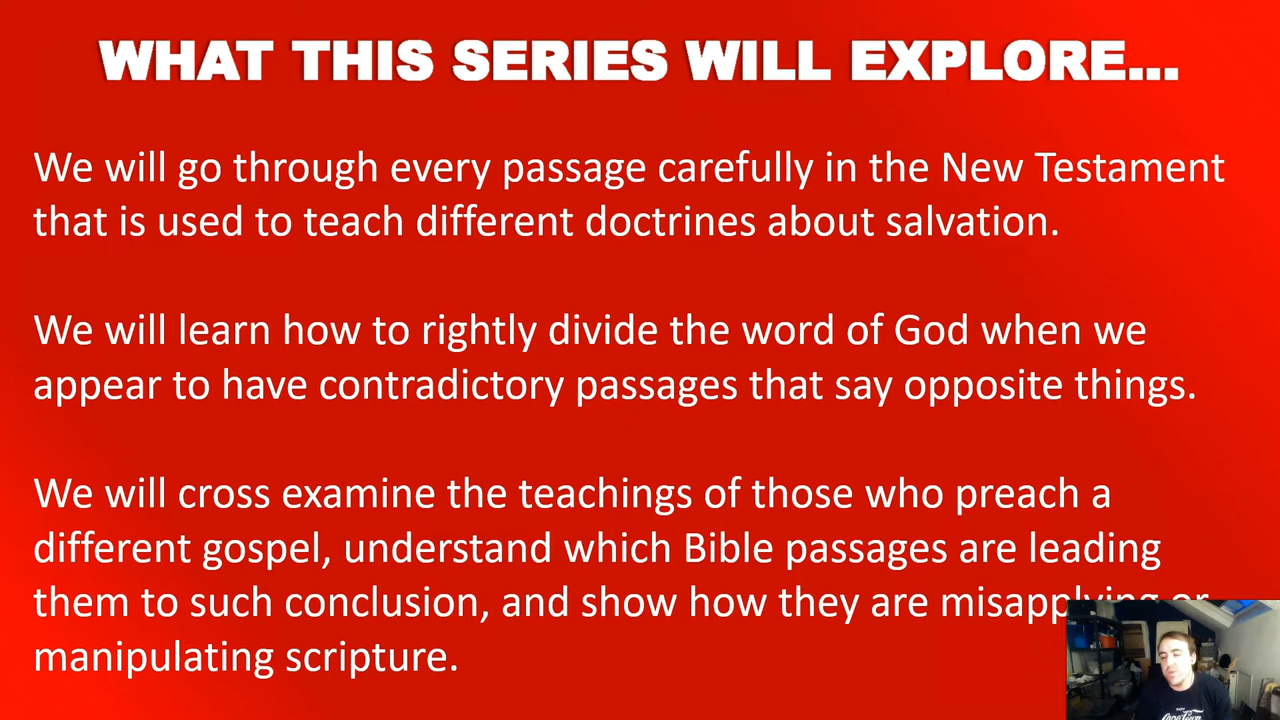 WHAT THIS SERIES WILL EXPLORE...
We will go through every passage carefully in the New Testament
that is used to teach different doctrines about salvation.
We will learn how to rightly divide the word of God when we
appear to have contradictory passages that say opposite things.
We will cross examine the teachings of those who preach a
different gospel, understand which Bible passages are leading
them to such conclusion, and show how they are misapplying or
manipulating scripture.